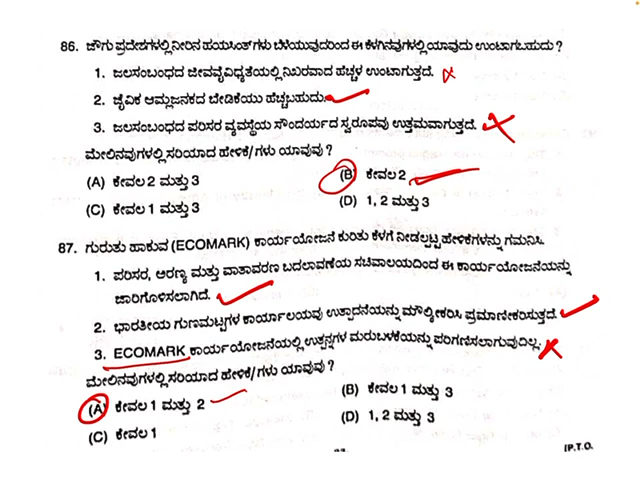 86. ಜೌಗು ಪ್ರದೇಶಗಳಲ್ಲಿ ನೀರಿನ ಹಯಸಿಂತ್‌ಗಳು ಬೆಳೆಯುವುದರಿಂದ ಈ ಕೆಳಗಿನವುಗಳಲ್ಲಿ ಯಾವುದು ಉಂಟಾಗಬಹುದು ?
1. ಜಲಸಂಬಂಧದ ಜೀವವೈವಿಧ್ಯತೆಯಲ್ಲಿ ನಿಖರವಾದ ಹೆಚ್ಚಳ ಉಂಟಾಗುತ್ತದೆ.
2. ಜೈವಿಕ ಆಮ್ಲಜನಕದ ಬೇಡಿಕೆಯು ಹೆಚ್ಚಬಹುದು.
3. ಜಲಸಂಬಂಧದ ಪರಿಸರ ವ್ಯವಸ್ಥೆಯ ಸೌಂದರ್ಯದ ಸ್ವರೂಪವು ಉತ್ತಮವಾಗುತ್ತದೆ.
ಮೇಲಿನವುಗಳಲ್ಲಿ ಸರಿಯಾದ ಹೇಳಿಕೆ/ಗಳು ಯಾವುವು ?
(A) ಕೇವಲ 2 ಮತ್ತು 3 (B) ಕೇವಲ 2
(C) ಕೇವಲ 1 ಮತ್ತು 3 (D) 1, 2 ಮತ್ತು 3
87. ಗುರುತು ಹಾಕುವ (ECOMARK) ಕಾರ್ಯಯೋಜನೆ ಕುರಿತು ಕೆಳಗೆ ನೀಡಲ್ಪಟ್ಟ ಹೇಳಿಕೆಗಳನ್ನು ಗಮನಿಸಿ.
1. ಪರಿಸರ, ಅರಣ್ಯ ಮತ್ತು ವಾತಾವರಣ ಬದಲಾವಣೆಯ ಸಚಿವಾಲಯದಿಂದ ಈ ಕಾರ್ಯಯೋಜನೆಯನ್ನು
ಜಾರಿಗೊಳಿಸಲಾಗಿದೆ.
2. ಭಾರತೀಯ ಗುಣಮಟ್ಟಗಳ ಕಾರ್ಯಾಲಯವು ಉತ್ಪಾದನೆಯನ್ನು ಮೌಲ್ಯೀಕರಿಸಿ ಪ್ರಮಾಣೀಕರಿಸುತ್ತದೆ.
3. ECOMARK ಕಾರ್ಯಯೋಜನೆಯಲ್ಲಿ ಉತ್ಪನ್ನಗಳ ಮರುಬಳಕೆಯನ್ನು ಪರಿಗಣಿಸಲಾಗುವುದಿಲ್ಲ.
ಮೇಲಿನವುಗಳಲ್ಲಿ ಸರಿಯಾದ ಹೇಳಿಕೆ/ಗಳು ಯಾವುವು ?
(A) ಕೇವಲ 1 ಮತ್ತು 2 (B) ಕೇವಲ 1 ಮತ್ತು 3
(C) ಕೇವಲ 1 (D) 1, 2 ಮತ್ತು 3
[P.T.O.